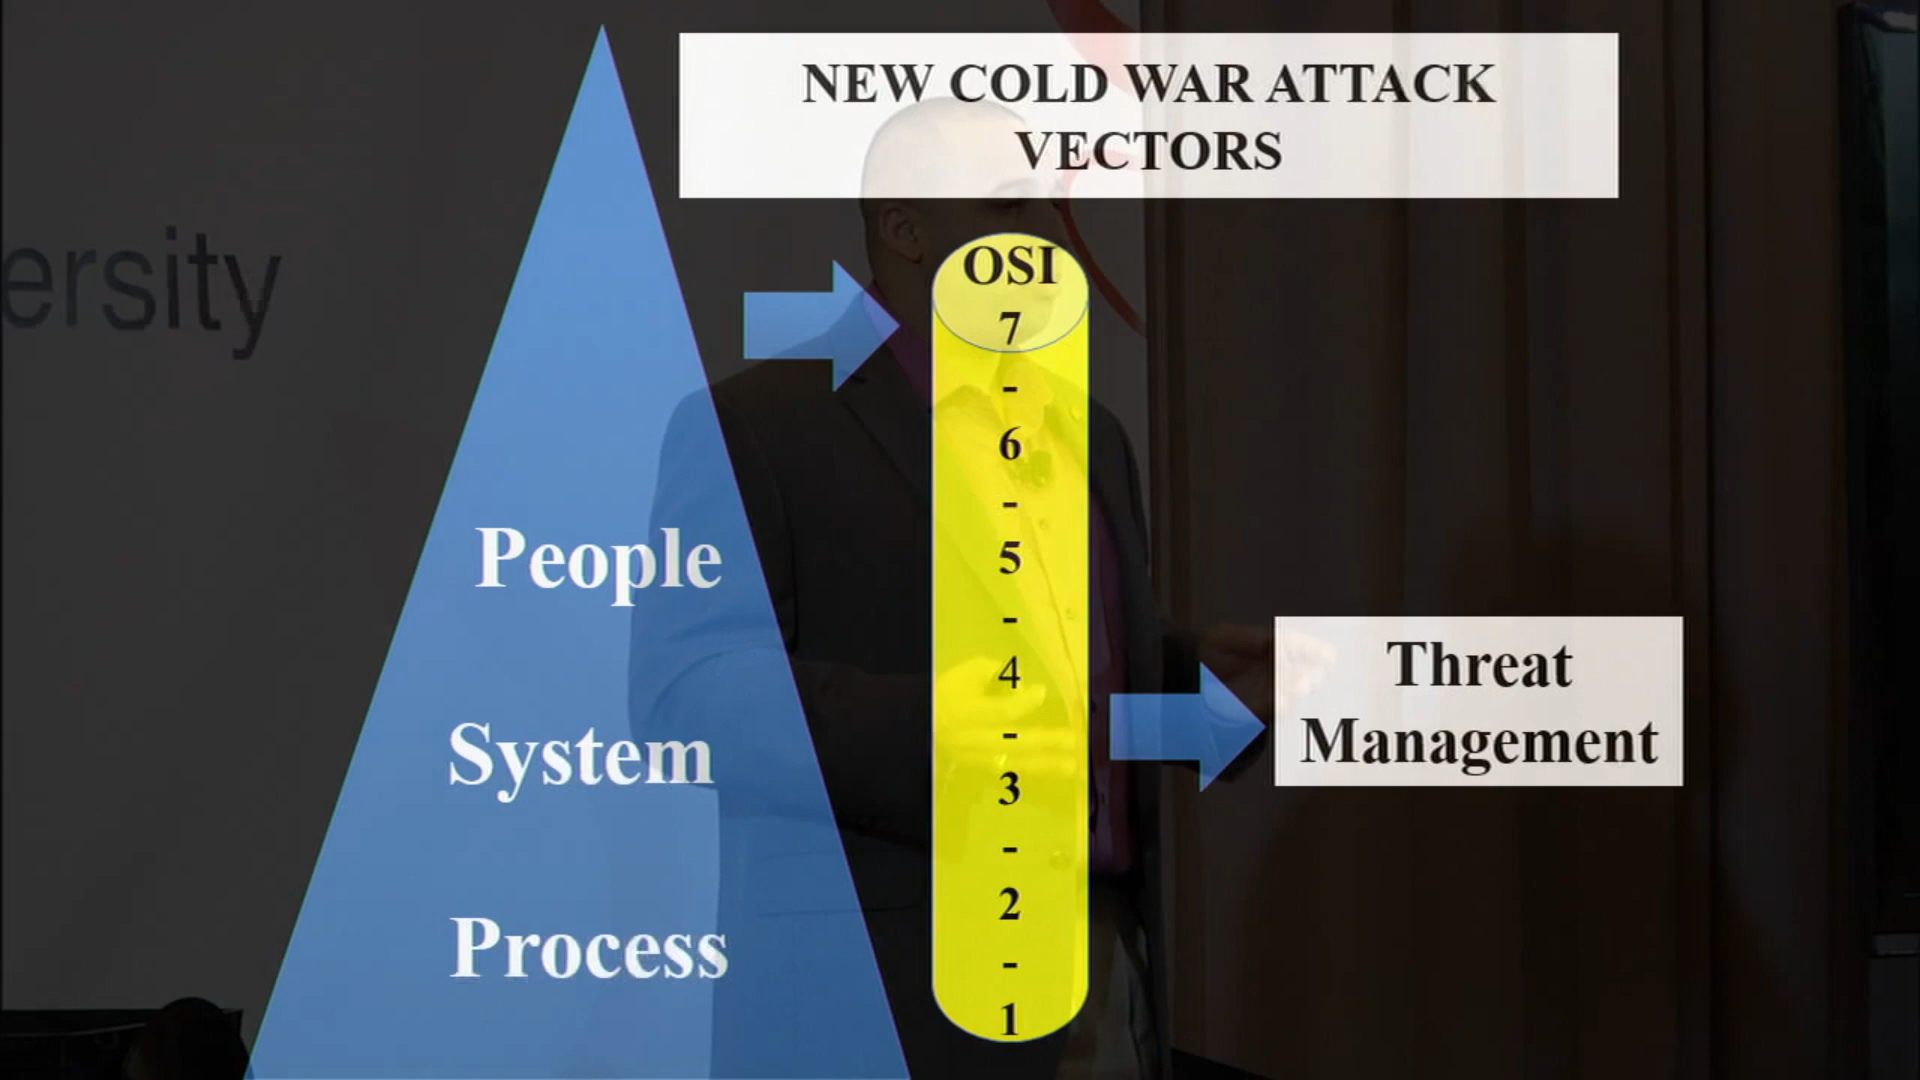 NEW COLD WAR ATTACK
VECTORS
ersity
OSI
7
-
6
-
5
-
4
-
3
-
2
-
1
People
System
Process
Threat
Management